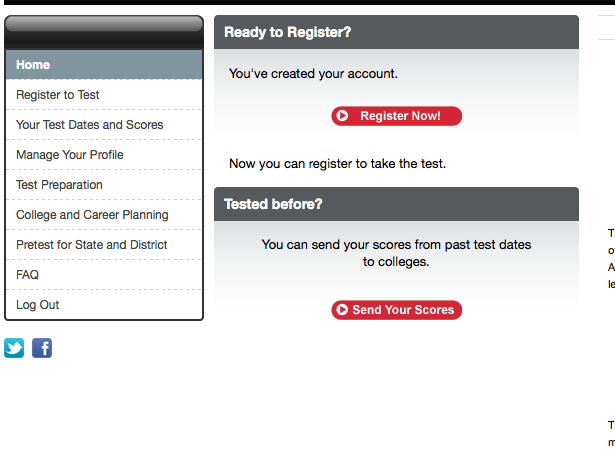 Home
Register to Test
Your Test Dates and Scores
Manage Your Profile
Test Preparation
College and Career Planning
Pretest for State and District
FAQ
Log Out
Ready to Register?
You've created your account.
Register Now!
Now you can register to take the test.
Tested before?
You can send your scores from past test dates
to colleges.
Send Your Scores